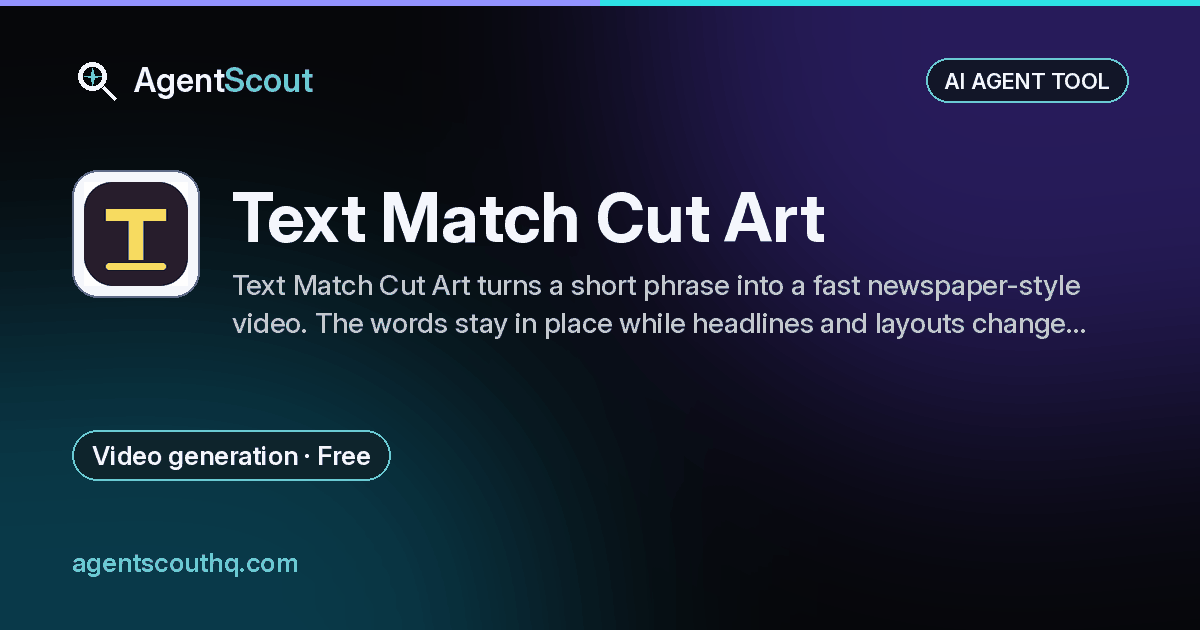 AgentScout
AI AGENT TOOL
T
Text Match Cut Art
Text Match Cut Art turns a short phrase into a fast newspaper-style
video. The words stay in place while headlines and layouts change...
Video generation · Free
agentscouthq.com